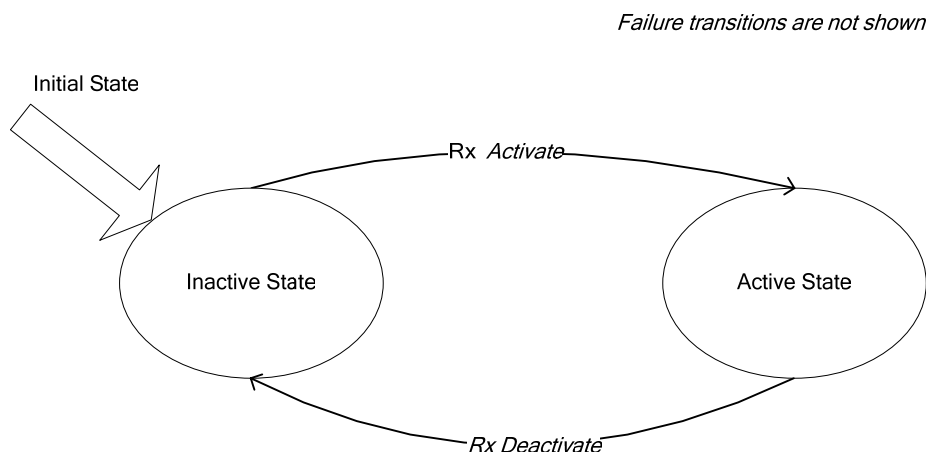 Failure transitions are not shown
Initial State
Rx Activate
Inactive State
Active State
Rx Deactivate